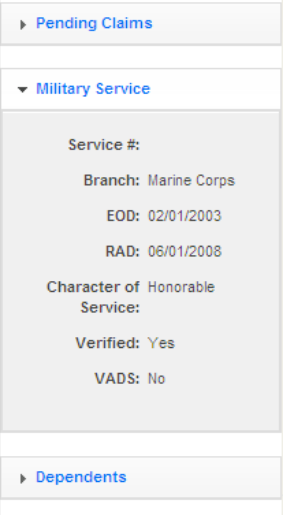 Pending Claims
Military Service
Service #:
Branch: Marine Corps
EOD: 02/01/2003
RAD: 06/01/2008
Character of Honorable
Service:
Verified: Yes
VADS: No
Dependents